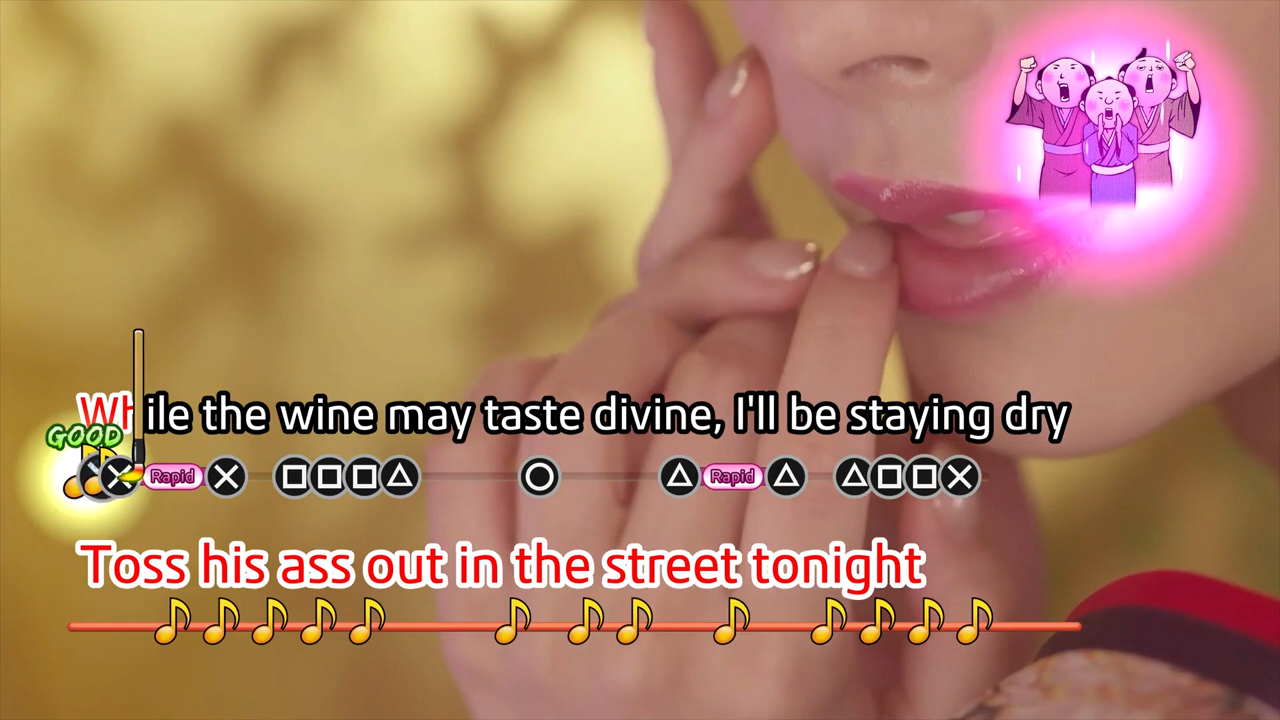 While the wine may taste divine, I'll be staying dry
GOOD
Rapid Rapid
Toss his ass out in the street tonight